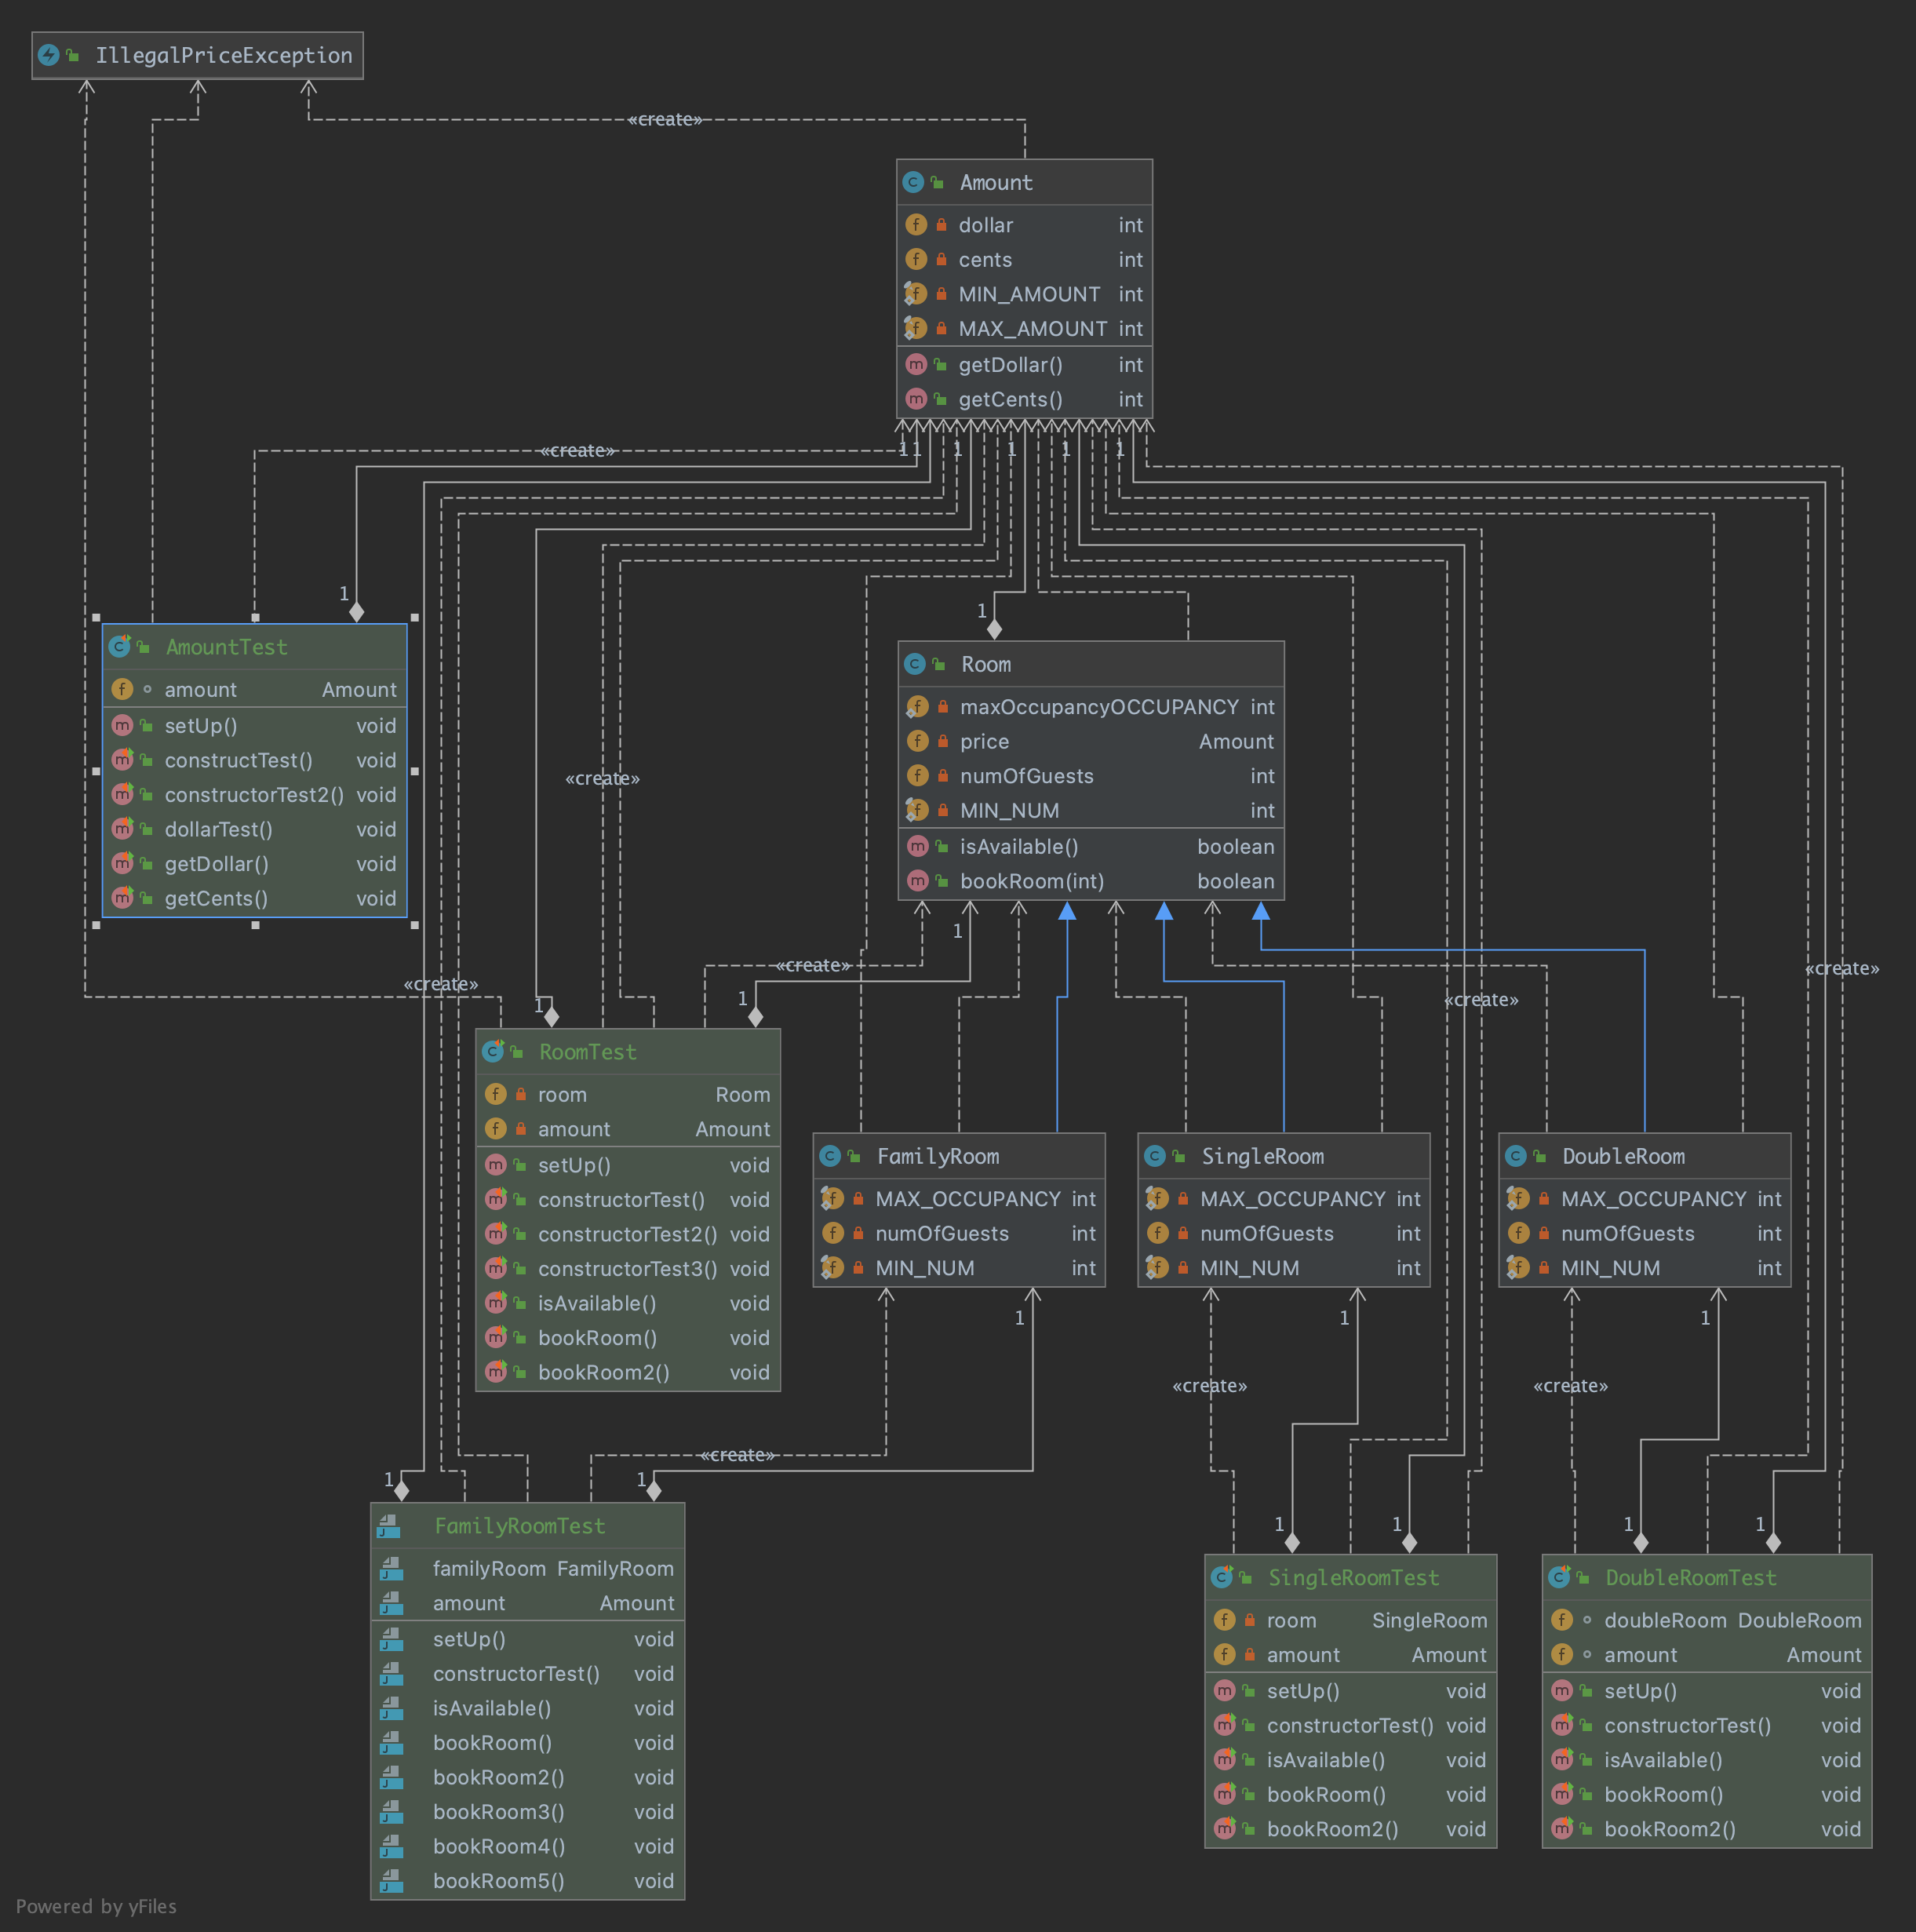 IllegalPriceException
«create»
Amount
dollar int
cents int
MIN_AMOUNT int
MAX_AMOUNT int
getDollar() int
getCents() int
«create»
1 1 1 1 1 1
1
AmountTest
amount Amount
setUp() void
constructTest() void
constructorTest2() void
dollarTest() void
getDollar() void
getCents() void
1
Room
maxOccupancyOCCUPANCY int
price Amount
numOfGuests int
MIN_NUM int
isAvailable() boolean
bookRoom(int) boolean
«create»
1
«create»
«create»
«create»
«create»
1
1
RoomTest
room Room
amount Amount
setUp() void
constructorTest() void
constructorTest2() void
constructorTest3() void
isAvailable() void
bookRoom() void
bookRoom2() void
FamilyRoom
MAX_OCCUPANCY int
numOfGuests int
MIN_NUM int
SingleRoom
MAX_OCCUPANCY int
numOfGuests int
MIN_NUM int
DoubleRoom
MAX_OCCUPANCY int
numOfGuests int
MIN_NUM int
1
1
1
«create»
«create»
«create»
1
1
FamilyRoomTest
familyRoom FamilyRoom
amount Amount
setUp() void
constructorTest() void
isAvailable() void
bookRoom() void
bookRoom2() void
bookRoom3() void
bookRoom4() void
bookRoom5() void
1
1
SingleRoomTest
room SingleRoom
amount Amount
setUp() void
constructorTest() void
isAvailable() void
bookRoom() void
bookRoom2() void
1
1
DoubleRoomTest
doubleRoom DoubleRoom
amount Amount
setUp() void
constructorTest() void
isAvailable() void
bookRoom() void
bookRoom2() void
Powered by yFiles